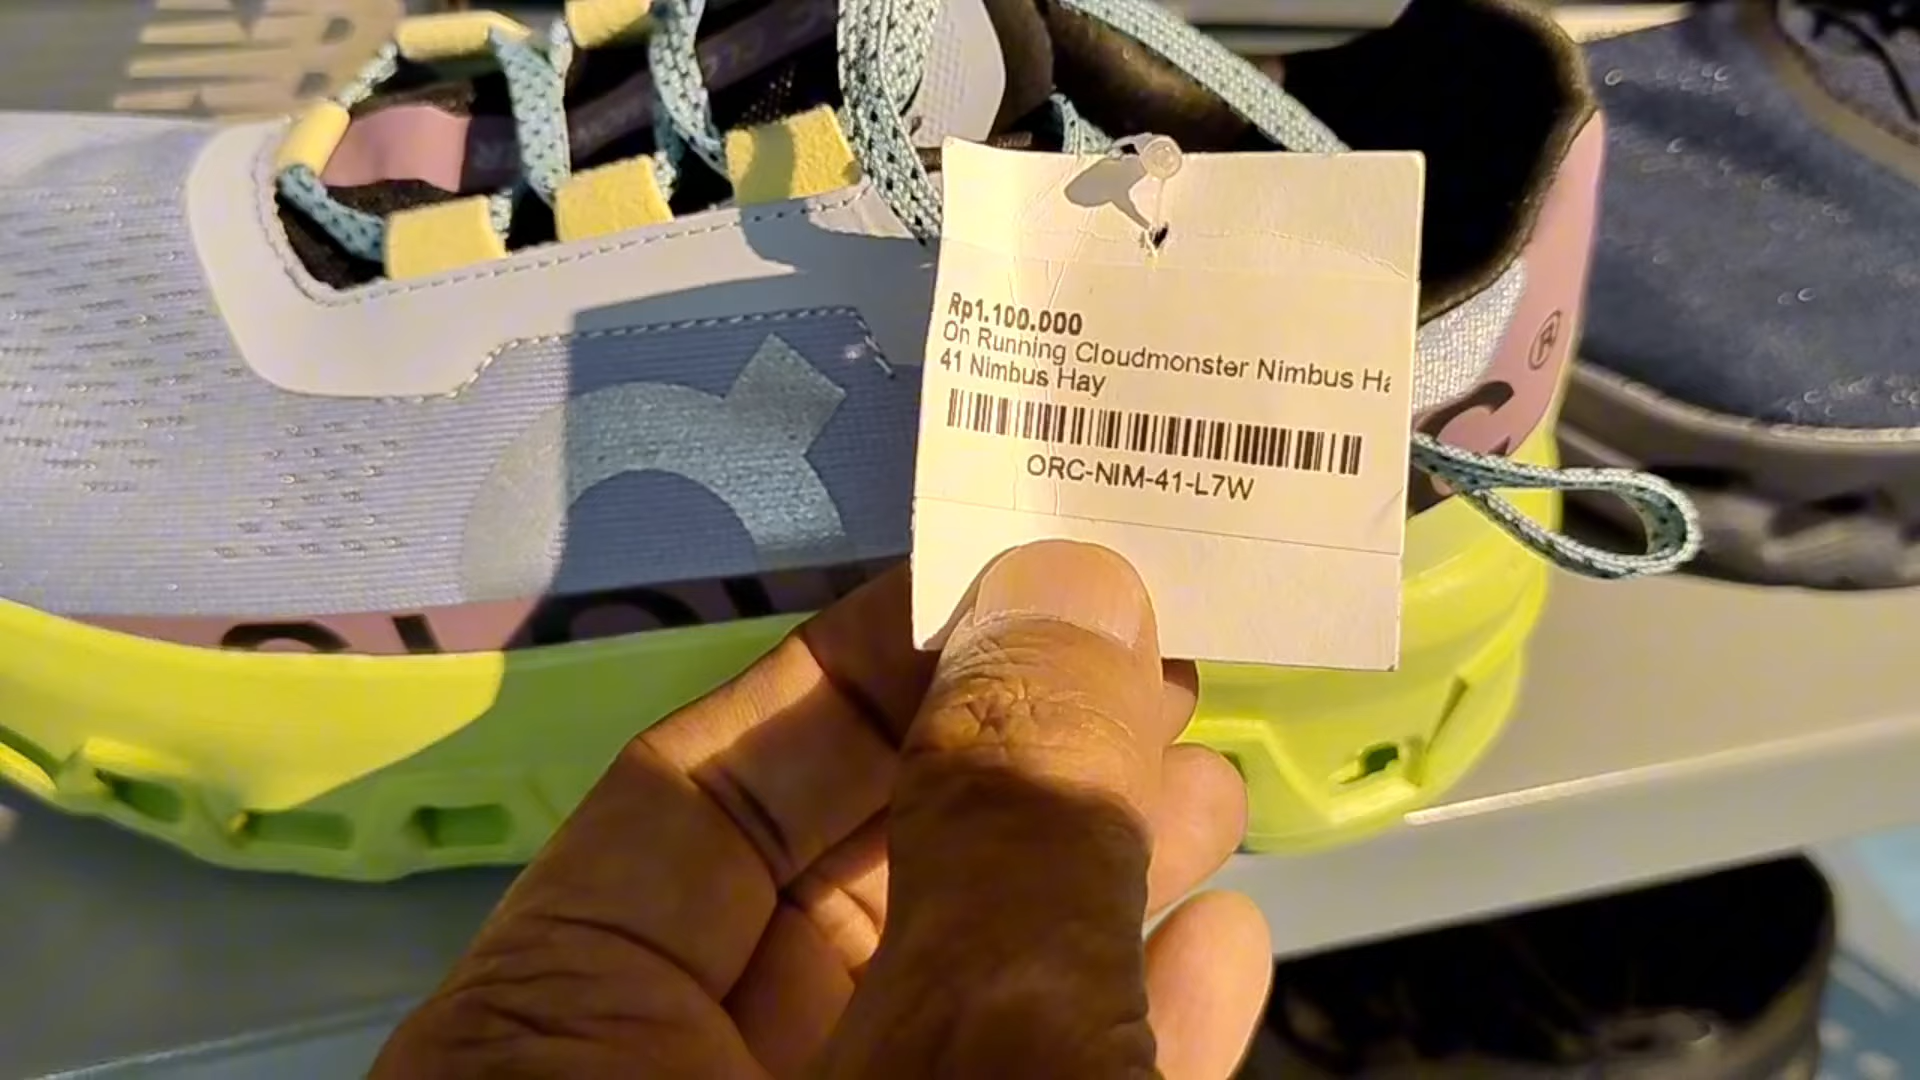 Rp1.100.000
On Running Cloudmonster Nimbus Ha
41 Nimbus Hay
ORC-NIM-41-L7W
®